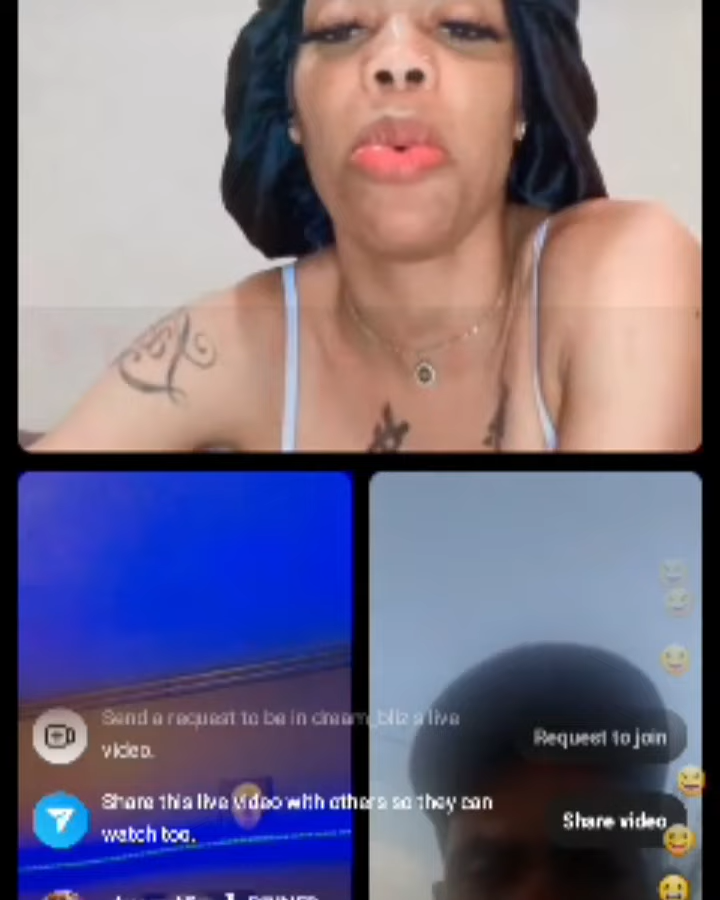 Send a request to be in dream_bliz's live
Request to join
video.
Share this live video with others so they can
Share video
watch too.